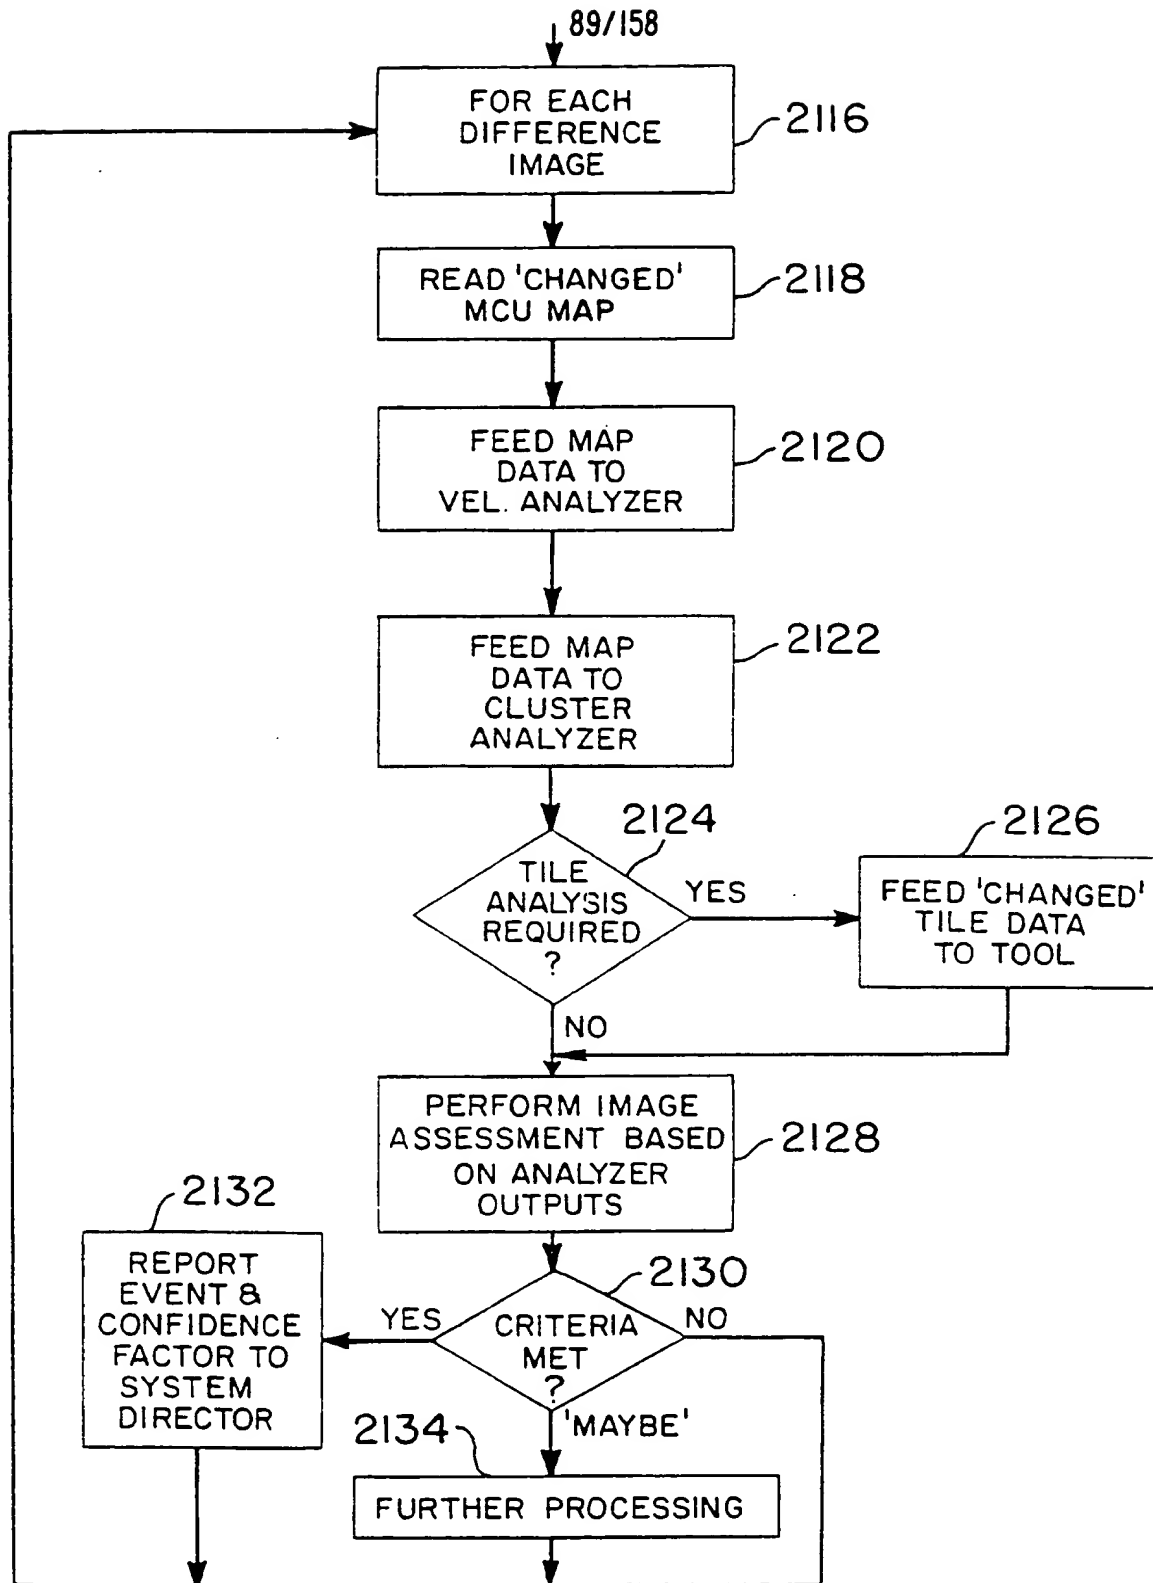 89/158
FOR EACH
DIFFERENCE
IMAGE
2116
READ 'CHANGED'
MCU MAP
2118
FEED MAP
DATA TO
VEL. ANALYZER
2120
FEED MAP
DATA TO
CLUSTER
ANALYZER
2122
TILE
ANALYSIS
REQUIRED
?
2124
YES
NO
FEED 'CHANGED'
TILE DATA
TO TOOL
2126
PERFORM IMAGE
ASSESSMENT BASED
ON ANALYZER
OUTPUTS
2128
CRITERIA
MET
?
2130
YES
NO
'MAYBE'
REPORT
EVENT &
CONFIDENCE
FACTOR TO
SYSTEM
DIRECTOR
2132
2134
FURTHER PROCESSING